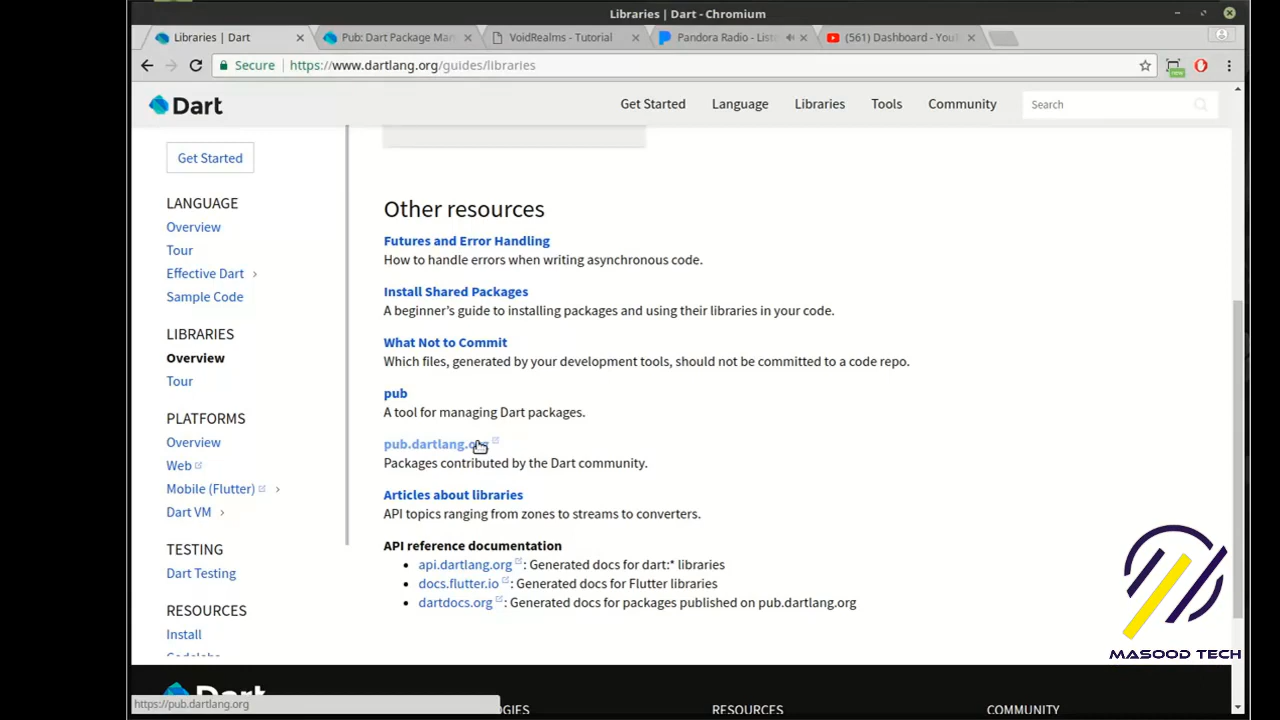 Libraries | Dart - Chromium
Libraries | Dart
Pub: Dart Package Man
VoidRealms - Tutorial
Pandora Radio - Liste
(561) Dashboard - You
Secure
https://www.dartlang.org/guides/libraries
new
Dart
Get Started
Language
Libraries
Tools
Community
Search
Get Started
LANGUAGE
Overview
Tour
Effective Dart
Sample Code
LIBRARIES
Overview
Tour
PLATFORMS
Overview
Web
Mobile (Flutter)
Dart VM
TESTING
Dart Testing
RESOURCES
Install
Other resources
Futures and Error Handling
How to handle errors when writing asynchronous code.
Install Shared Packages
A beginner's guide to installing packages and using their libraries in your code.
What Not to Commit
Which files, generated by your development tools, should not be committed to a code repo.
pub
A tool for managing Dart packages.
pub.dartlang.org
Packages contributed by the Dart community.
Articles about libraries
API topics ranging from zones to streams to converters.
API reference documentation
• api.dartlang.org : Generated docs for dart:* libraries
• docs.flutter.io : Generated docs for Flutter libraries
• dartdocs.org : Generated docs for packages published on pub.dartlang.org
MASOOD TECH
Dart
https://pub.dartlang.org
RESOURCES
COMMUNITY